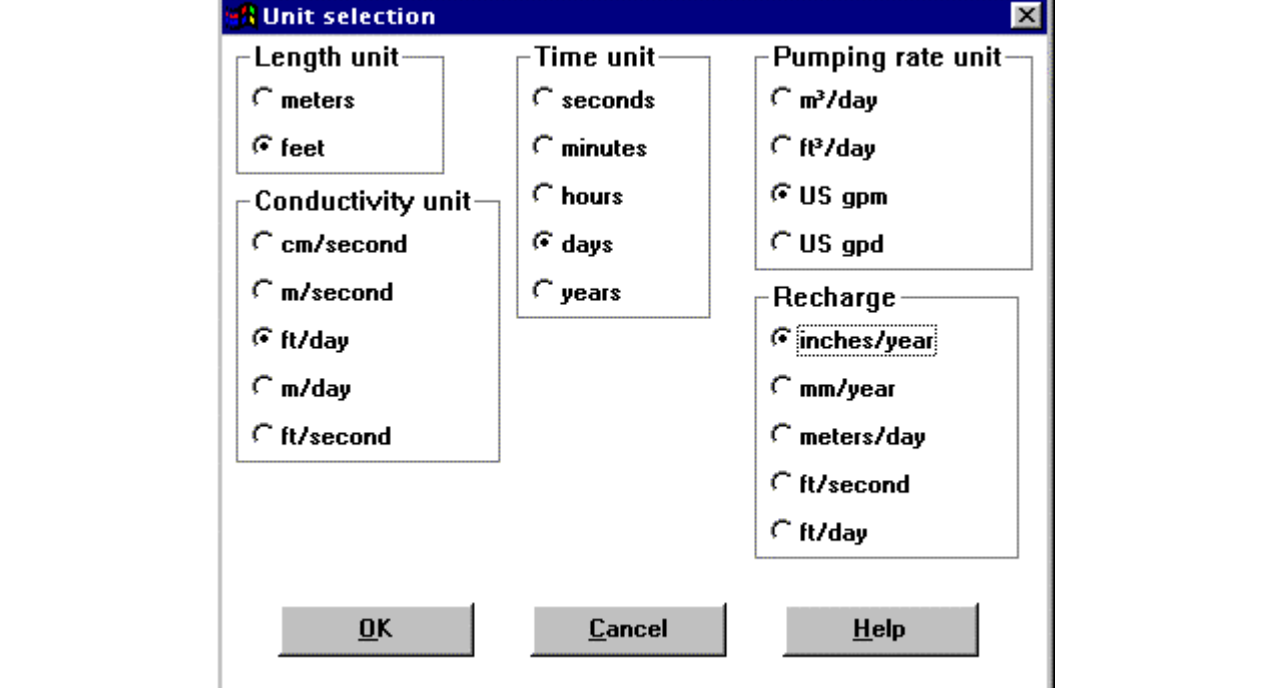 Unit selection
Length unit
meters
feet
Conductivity unit
cm/second
m/second
ft/day
m/day
ft/second
Time unit
seconds
minutes
hours
days
years
Pumping rate unit
m³/day
ft³/day
US gpm
US gpd
Recharge
inches/year
mm/year
meters/day
ft/second
ft/day
OK
Cancel
Help